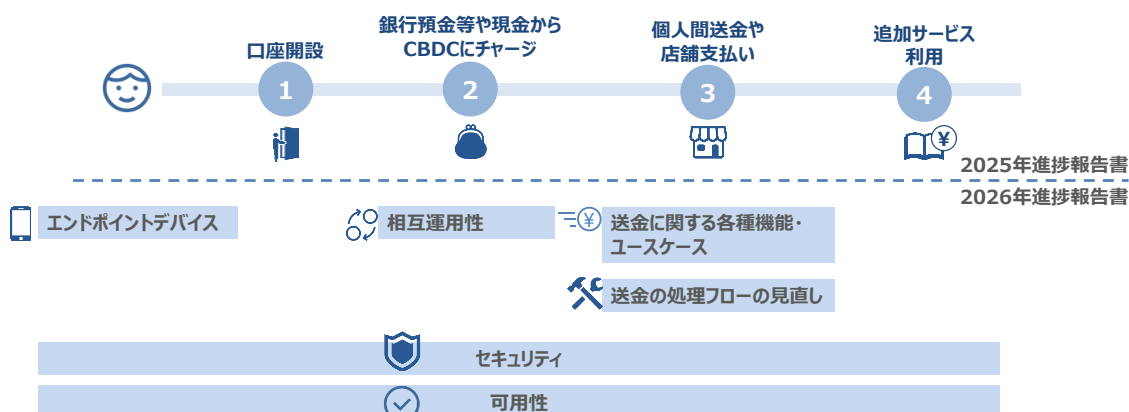 口座開設
銀行預金等や現金から
CBDCにチャージ
個人間送金や
店舗支払い
追加サービス
利用
1
2
3
4
¥
2025年進捗報告書
2026年進捗報告書
エンドポイントデバイス
相互運用性
¥
送金に関する各種機能・
ユースケース
送金の処理フローの見直し
セキュリティ
可用性